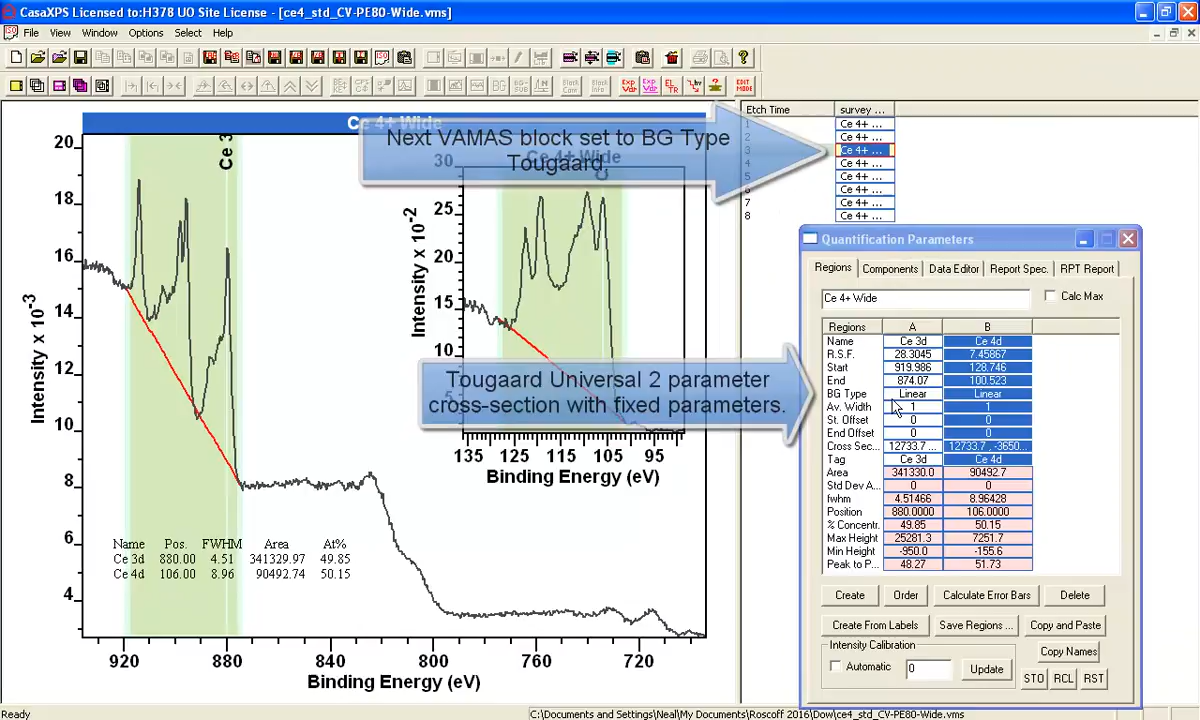 CasaXPS Licensed to:H378 UO Site License - [ce4_std_CV-PE80-Wide.vms]
File View Window Options Select Help
Etch Time survey ...
1 Ce 4+ ...
2 Ce 4+ ...
3 Ce 4+ ...
4 Ce 4+ ...
5 Ce 4+ ...
6 Ce 4+ ...
7 Ce 4+ ...
8 Ce 4+ ...
Ce 4+ Wide
Next VAMAS block set to BG Type
Tougaard.
Ce 4+ Wide
Ce 3
20
18
16
14
12
10
8
6
4
Intensity x 10^-3
920 880 840 800 760 720
Binding Energy (eV)
30
25
20
15
10
Intensity x 10^-2
135 125 115 105 95
Binding Energy (eV)
Tougaard Universal 2 parameter
cross-section with fixed parameters.
Name Pos. FWHM Area At%
Ce 3d 880.00 4.51 341329.97 49.85
Ce 4d 106.00 8.96 90492.74 50.15
Quantification Parameters
Regions Components Data Editor Report Spec. RPT Report
Ce 4+ Wide Calc Max
Regions A B
Name Ce 3d Ce 4d
R.S.F. 28.3045 7.45867
Start 919.986 128.746
End 874.07 100.523
BG Type Linear Linear
Av. Width 1 1
St. Offset 0 0
End Offset 0 0
Cross Sec... 12733.7 ... 12733.7 , -3650...
Tag Ce 3d Ce 4d
Area 341330.0 90492.7
Std Dev A... 0 0
fwhm 4.51466 8.96428
Position 880.0000 106.0000
% Concentr. 49.85 50.15
Max Height 25281.3 7251.7
Min Height -950.0 -155.6
Peak to P... 48.27 51.73
Create Order Calculate Error Bars Delete
Create From Labels Save Regions ... Copy and Paste
Intensity Calibration Copy Names
Automatic 0 Update STO RCL RST
Ready C:\Documents and Settings\Neal\My Documents\Roscoff 2016\Dow\ce4_std_CV-PE80-Wide.vms